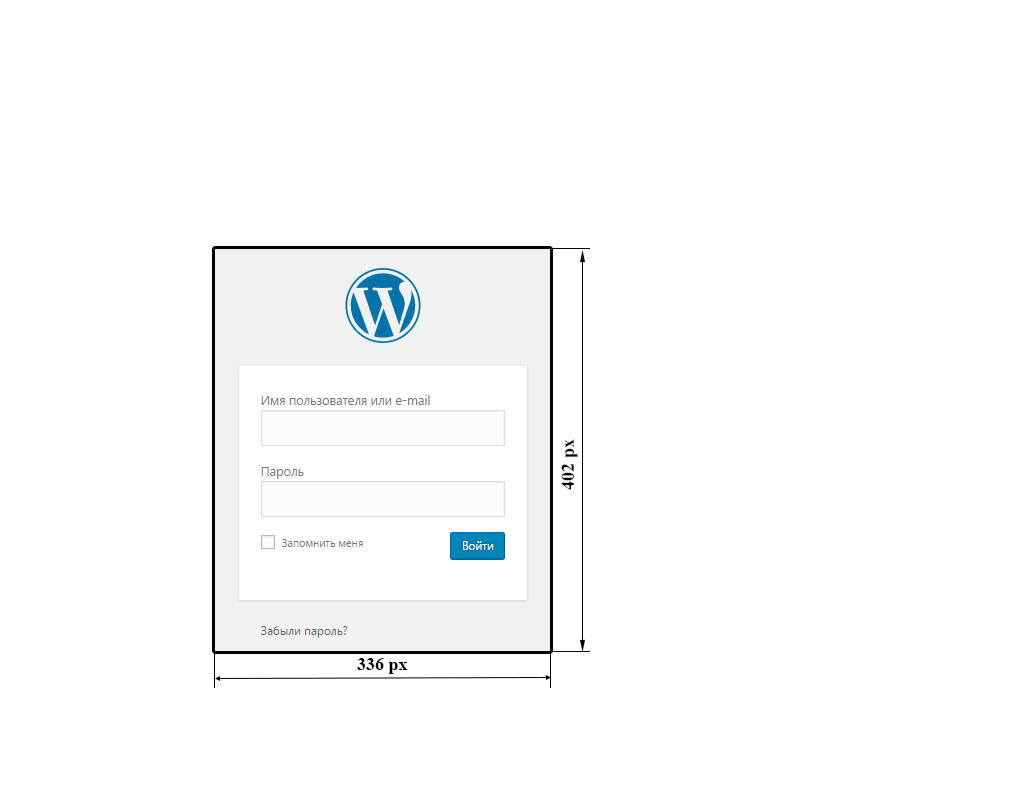 Имя пользователя или e-mail
Пароль
Запомнить меня
Войти
Забыли пароль?
402 px
336 px